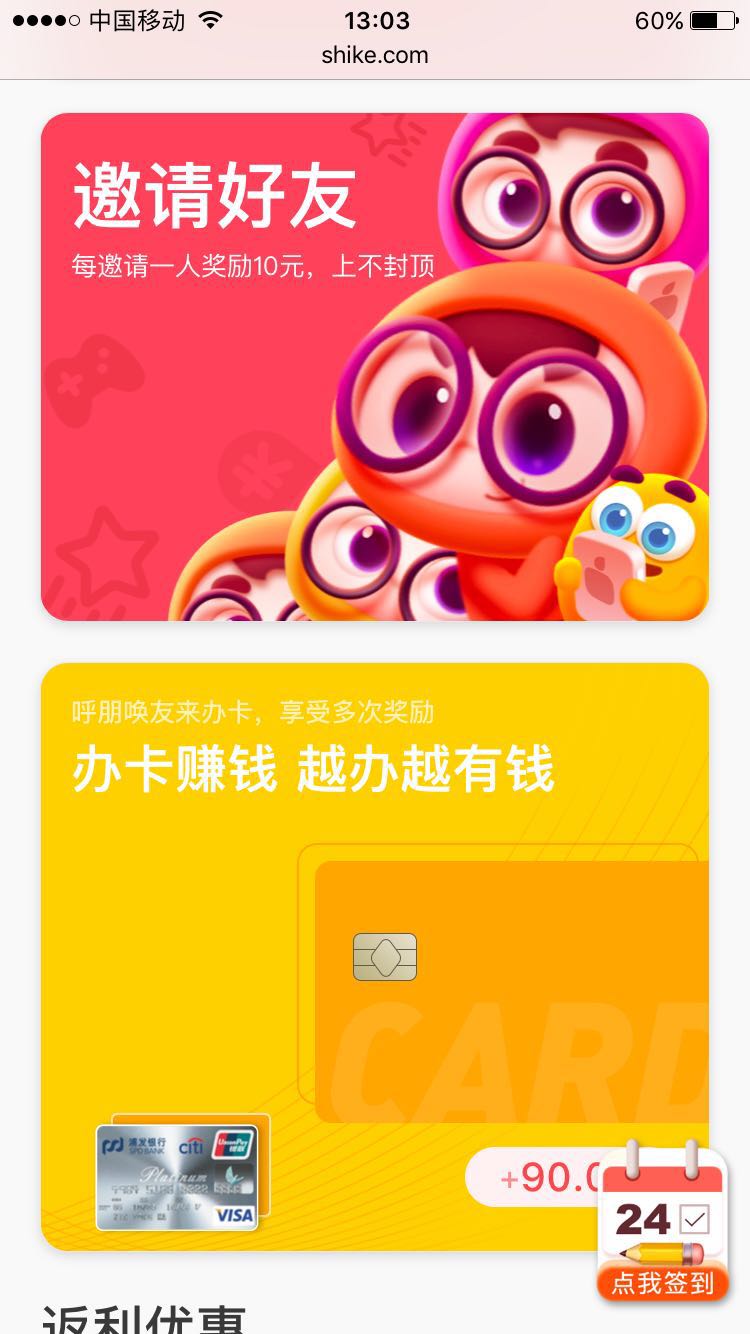 中国移动
13:03
60%
shike.com
邀请好友
每邀请一人奖励10元，上不封顶
呼朋唤友来办卡，享受多次奖励
办卡赚钱 越办越有钱
CARD
浦发银行
SPD BANK
citi
UnionPay
银联
Platinum
VISA
+90.0
24
点我签到
返利优惠